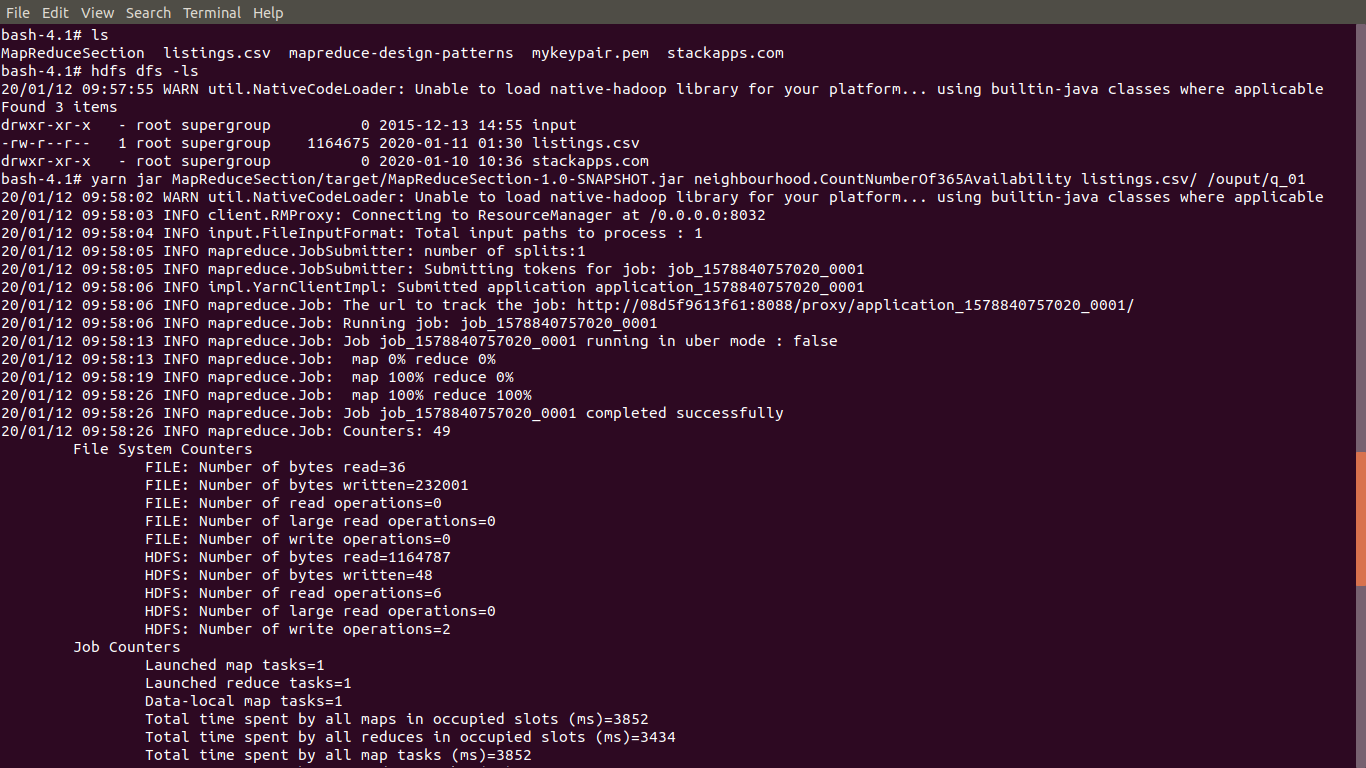 File Edit View Search Terminal Help
bash-4.1# ls
MapReduceSection  listings.csv  mapreduce-design-patterns  mykeypair.pem  stackapps.com
bash-4.1# hdfs dfs -ls
20/01/12 09:57:55 WARN util.NativeCodeLoader: Unable to load native-hadoop library for your platform... using builtin-java classes where applicable
Found 3 items
drwxr-xr-x   - root supergroup          0 2015-12-13 14:55 input
-rw-r--r--   1 root supergroup    1164675 2020-01-11 01:30 listings.csv
drwxr-xr-x   - root supergroup          0 2020-01-10 10:36 stackapps.com
bash-4.1# yarn jar MapReduceSection/target/MapReduceSection-1.0-SNAPSHOT.jar neighbourhood.CountNumberOf365Availability listings.csv/ /ouput/q_01
20/01/12 09:58:02 WARN util.NativeCodeLoader: Unable to load native-hadoop library for your platform... using builtin-java classes where applicable
20/01/12 09:58:03 INFO client.RMProxy: Connecting to ResourceManager at /0.0.0.0:8032
20/01/12 09:58:04 INFO input.FileInputFormat: Total input paths to process : 1
20/01/12 09:58:05 INFO mapreduce.JobSubmitter: number of splits:1
20/01/12 09:58:05 INFO mapreduce.JobSubmitter: Submitting tokens for job: job_1578840757020_0001
20/01/12 09:58:06 INFO impl.YarnClientImpl: Submitted application application_1578840757020_0001
20/01/12 09:58:06 INFO mapreduce.Job: The url to track the job: http://08d5f9613f61:8088/proxy/application_1578840757020_0001/
20/01/12 09:58:06 INFO mapreduce.Job: Running job: job_1578840757020_0001
20/01/12 09:58:13 INFO mapreduce.Job: Job job_1578840757020_0001 running in uber mode : false
20/01/12 09:58:13 INFO mapreduce.Job:  map 0% reduce 0%
20/01/12 09:58:19 INFO mapreduce.Job:  map 100% reduce 0%
20/01/12 09:58:26 INFO mapreduce.Job:  map 100% reduce 100%
20/01/12 09:58:26 INFO mapreduce.Job: Job job_1578840757020_0001 completed successfully
20/01/12 09:58:26 INFO mapreduce.Job: Counters: 49
File System Counters
FILE: Number of bytes read=36
FILE: Number of bytes written=232001
FILE: Number of read operations=0
FILE: Number of large read operations=0
FILE: Number of write operations=0
HDFS: Number of bytes read=1164787
HDFS: Number of bytes written=48
HDFS: Number of read operations=6
HDFS: Number of large read operations=0
HDFS: Number of write operations=2
Job Counters
Launched map tasks=1
Launched reduce tasks=1
Data-local map tasks=1
Total time spent by all maps in occupied slots (ms)=3852
Total time spent by all reduces in occupied slots (ms)=3434
Total time spent by all map tasks (ms)=3852